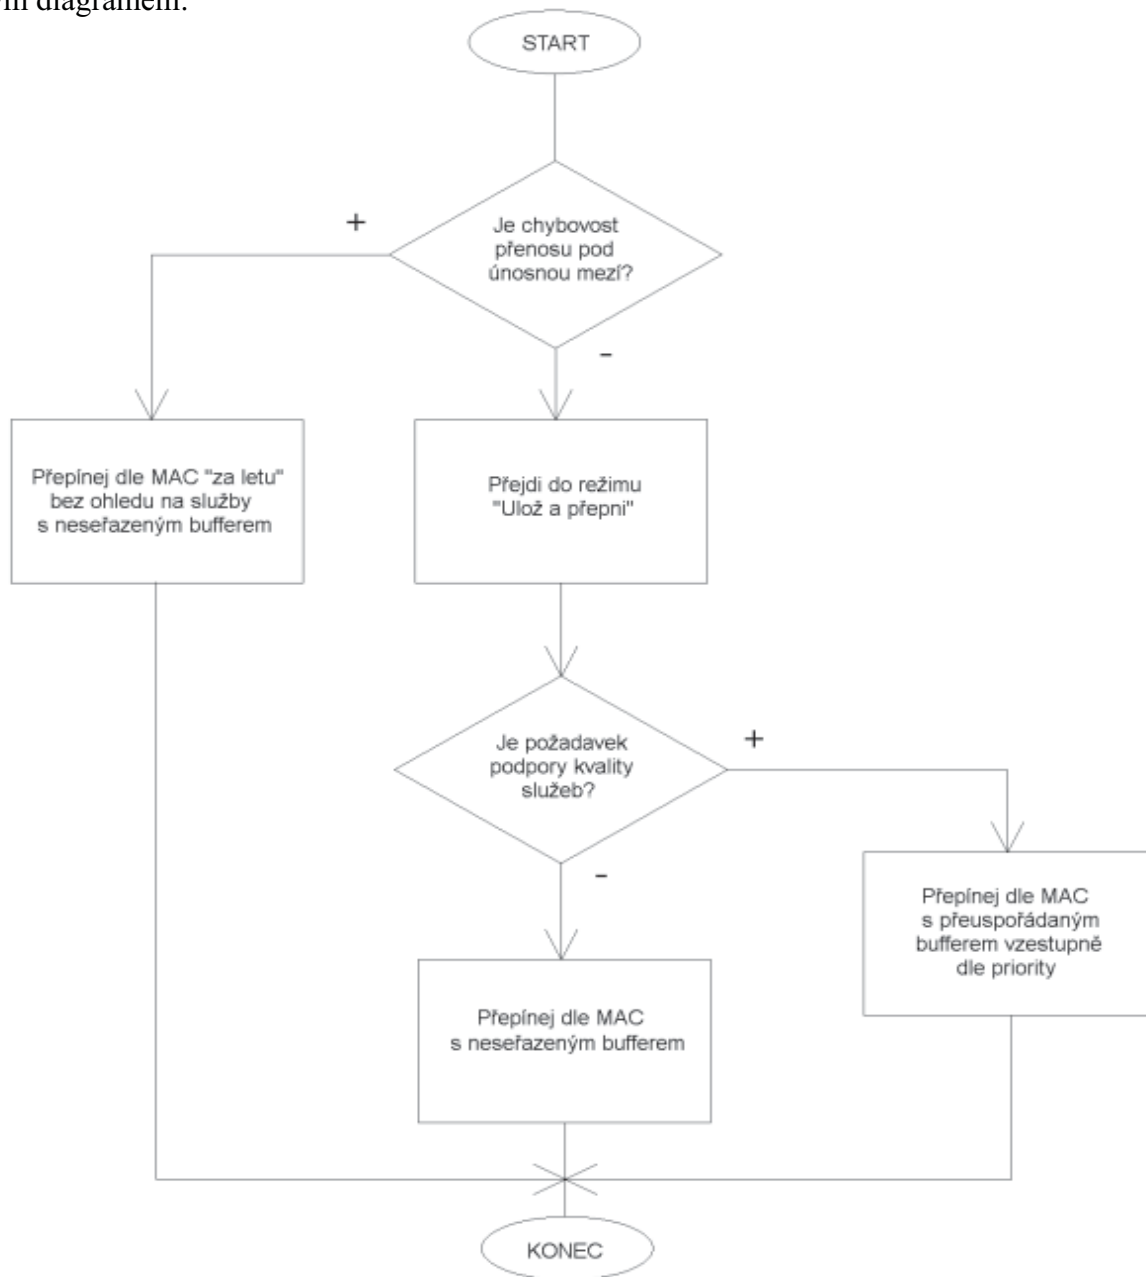 diagramem.
START
+
Je chybovost
přenosu pod
únosnou mezí?
-
Přepínej dle MAC "za letu"
bez ohledu na služby
s neseřazeným bufferem
Přejdi do režimu
"Ulož a přepni"
Je požadavek
podpory kvality
služeb?
+
-
Přepínej dle MAC
s přeuspořádaným
bufferem vzestupně
dle priority
Přepínej dle MAC
s neseřazeným bufferem
KONEC